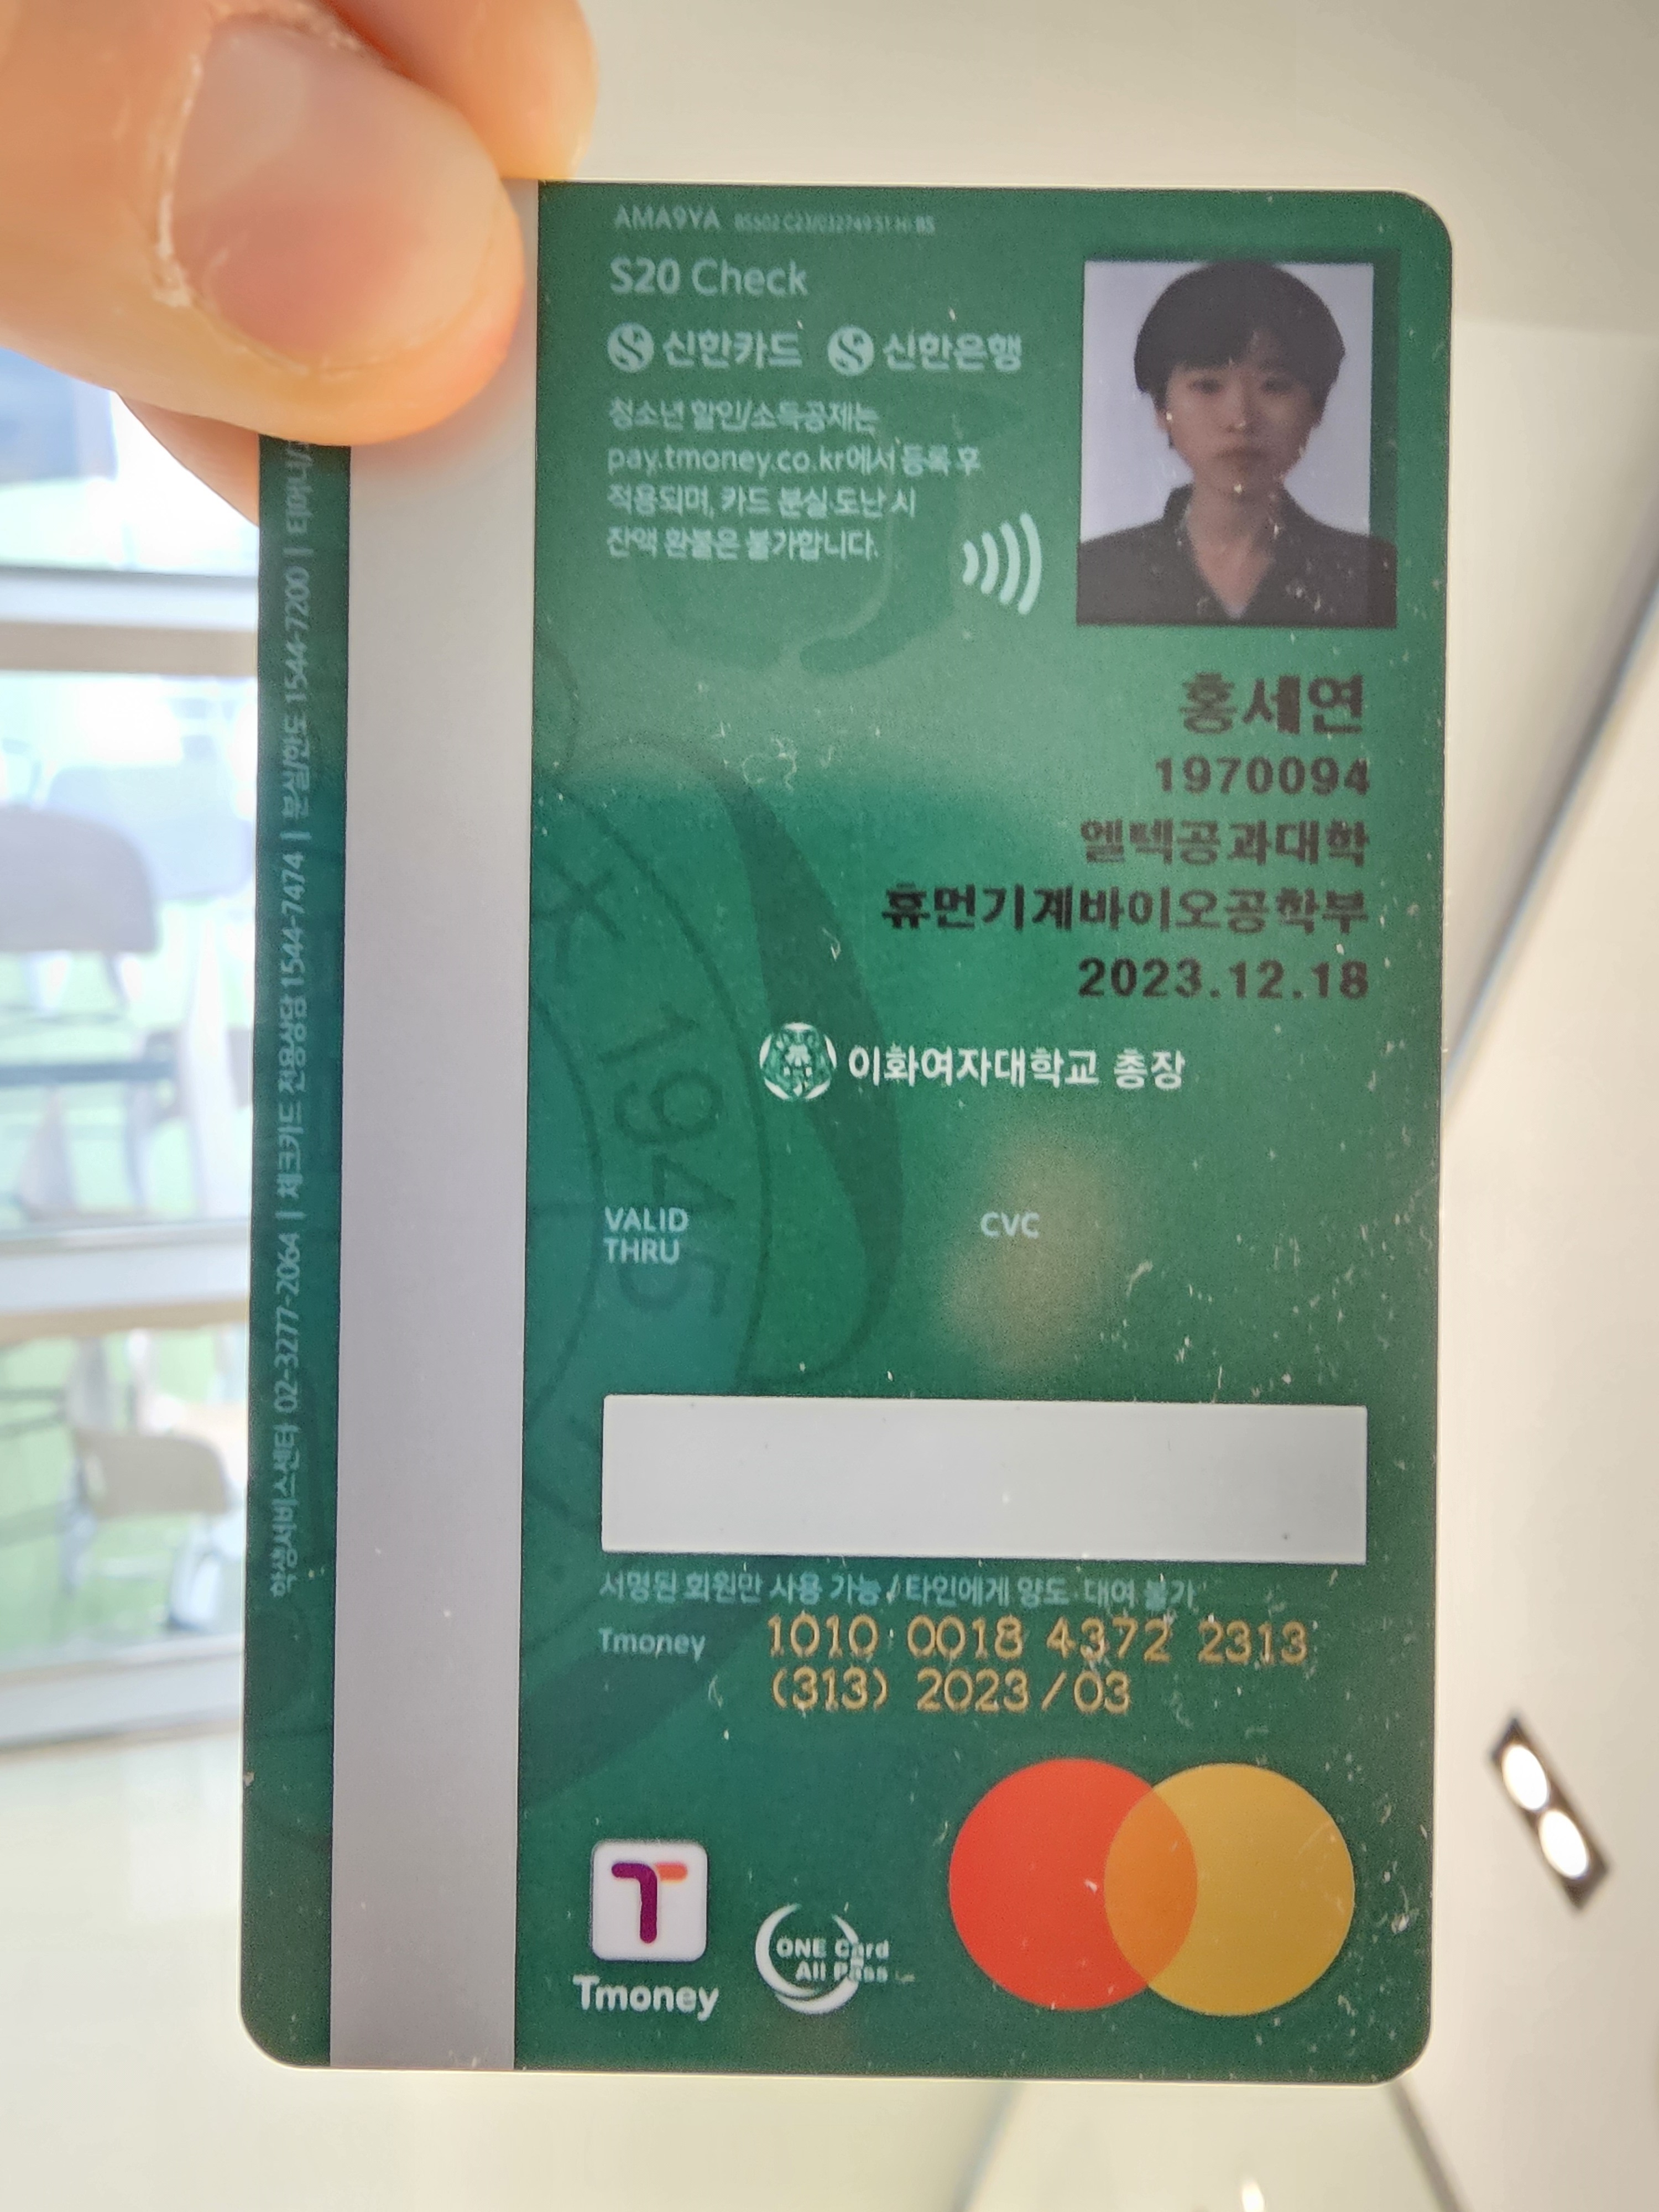 AMA9YA
S20 Check
신한카드 신한은행
청소년 할인/소득공제는
pay.tmoney.co.kr에서 등록 후
적용되며, 카드 분실·도난 시
잔액 환불은 불가합니다.
홍세연
1970094
엘텍공과대학
휴먼기계바이오공학부
2023.12.18
이화여자대학교 총장
1945
VALID THRU
CVC
서명된 회원만 사용 가능 / 타인에게 양도·대여 불가
Tmoney 1010 0018 4372 2313
(313) 2023/03
Tmoney
ONE Card
All Pass
학생서비스센터 02-3277-2064 | 체크카드 전용상담 1544-7474 | 분실/한도 1544-7200 |